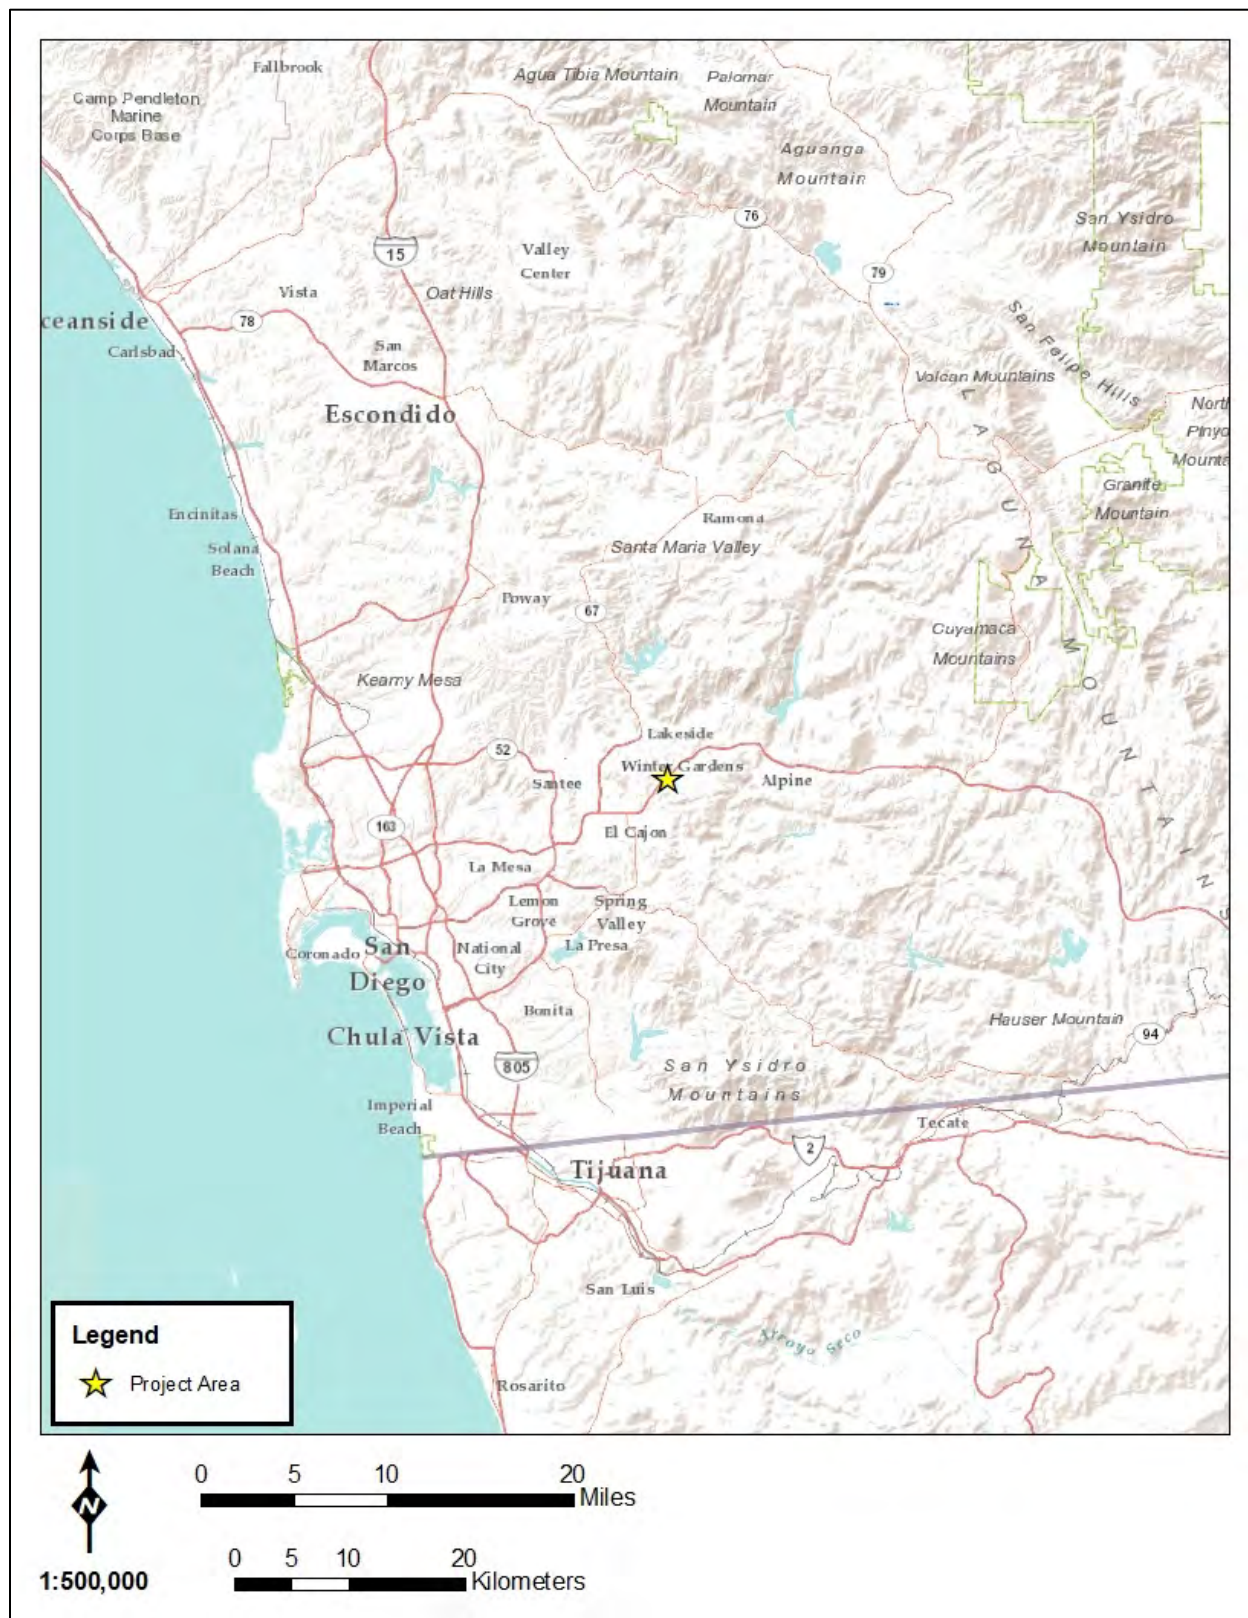 Fallbrook
Agua Tibia Mountain
Palomar
Mountain
Camp Pendleton
Marine
Corps Base
Aguanga
Mountain
76
San Ysidro
Mountain
15
Valley
Center
79
Vista
Oat Hills
ceanside
78
San Felipe Hills
Carlsbad
San
Marcos
Volcan Mountains
Escondido
North
Pinyo
Mounta
LAGUNA MOUNTAINS
Granite
Mountain
Encinitas
Ramona
Solana
Beach
Santa Maria Valley
Poway
67
Cuyamaca
Mountains
Kearny Mesa
Lakeside
52
Winter Gardens
Santee
Alpine
163
El Cajon
La Mesa
Lemon
Grove
Spring
Valley
Coronado
San
Diego
National
City
La Presa
Bonita
Hauser Mountain
94
Chula Vista
805
San Ysidro
Mountains
Imperial
Beach
Tecate
2
Tijuana
San Luis
Arroyo Seco
Rosarito
Legend
Project Area
N
1:500,000
0 5 10 20
Miles
0 5 10 20
Kilometers